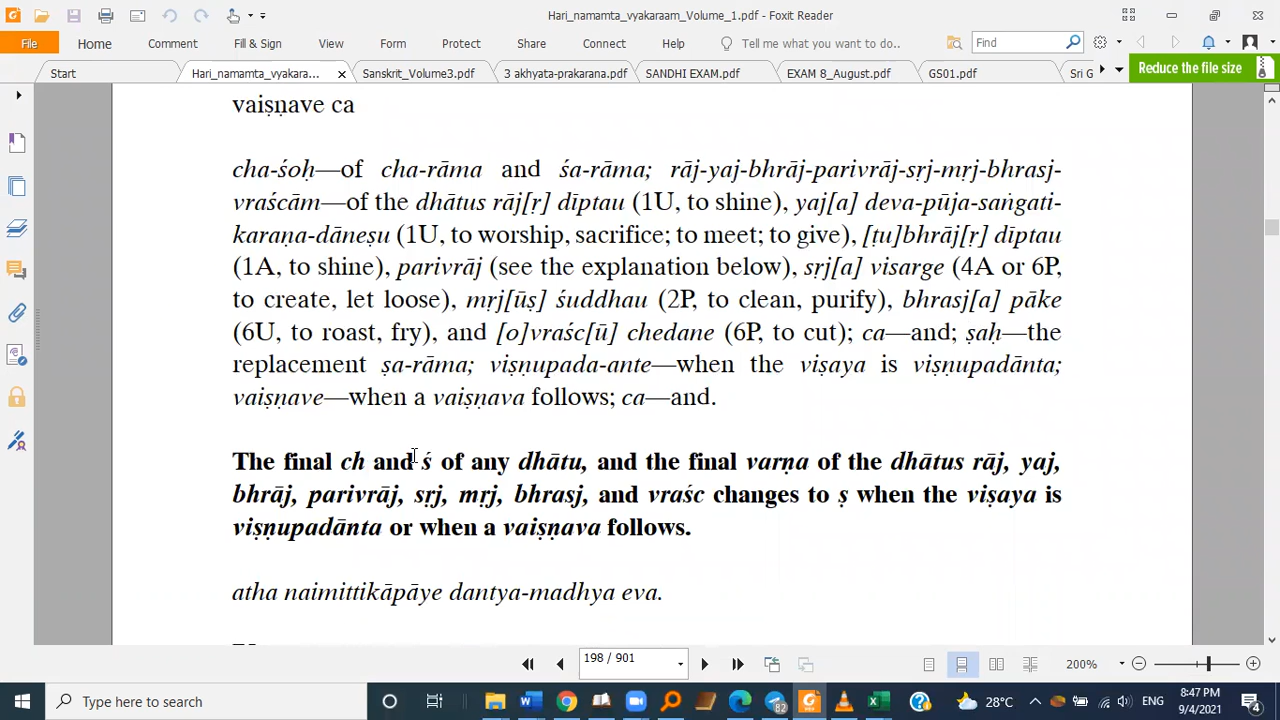 Hari_namamta_vyakaraam_Volume_1.pdf - Foxit Reader
File Home Comment Fill & Sign View Form Protect Share Connect Help Tell me what you want to do.. Find
Start Hari_namamta_vyakara... Sanskrit_Volume3.pdf 3 akhyata-prakarana.pdf SANDHI EXAM.pdf EXAM 8_August.pdf GS01.pdf Sri G Reduce the file size
vaiṣṇave ca
cha-śoḥ—of cha-rāma and śa-rāma; rāj-yaj-bhrāj-parivrāj-sṛj-mṛj-bhrasj-
vraścām—of the dhātus rāj[ṛ] dīptau (1U, to shine), yaj[a] deva-pūja-saṅgati-
karaṇa-dāneṣu (1U, to worship, sacrifice; to meet; to give), [ṭu]bhrāj[ṛ] dīptau
(1A, to shine), parivrāj (see the explanation below), sṛj[a] visarge (4A or 6P,
to create, let loose), mṛj[ūṣ] śuddhau (2P, to clean, purify), bhrasj[a] pāke
(6U, to roast, fry), and [o]vraśc[ū] chedane (6P, to cut); ca—and; ṣaḥ—the
replacement ṣa-rāma; viṣṇupada-ante—when the viṣaya is viṣṇupadānta;
vaiṣṇave—when a vaiṣṇava follows; ca—and.
The final ch and ś of any dhātu, and the final varṇa of the dhātus rāj, yaj,
bhrāj, parivrāj, sṛj, mṛj, bhrasj, and vraśc changes to ṣ when the viṣaya is
viṣṇupadānta or when a vaiṣṇava follows.
atha naimittikāpāye dantya-madhya eva.
198 / 901 200%
Type here to search 28°C ENG 8:47 PM
9/4/2021